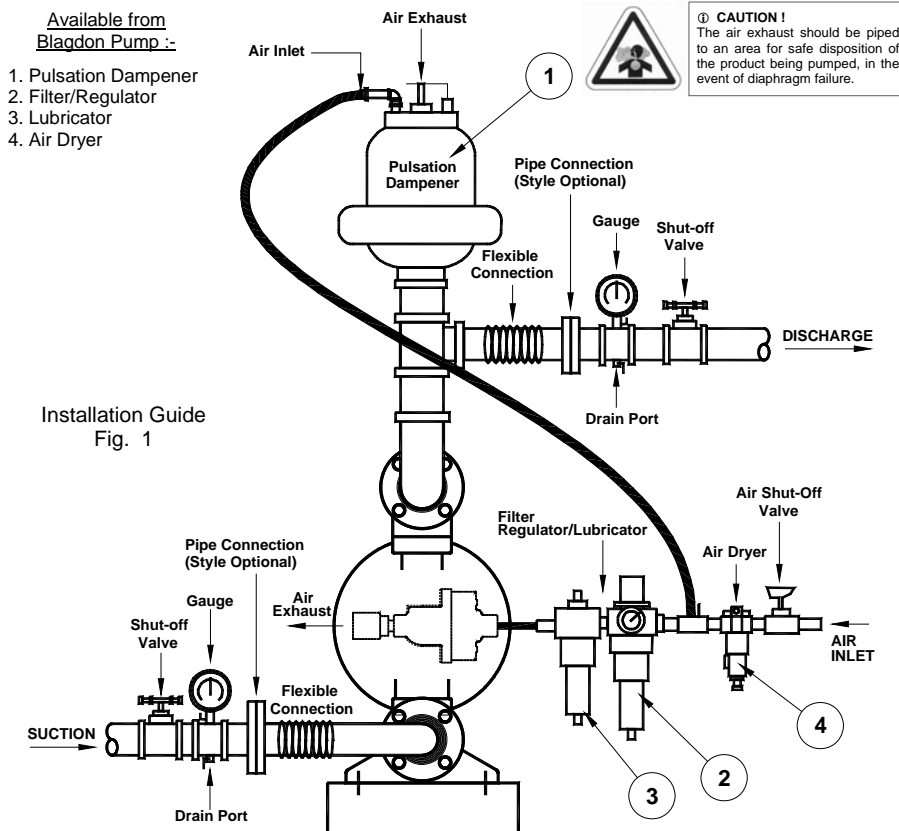 Available from
Blagdon Pump :-
1. Pulsation Dampener
2. Filter/Regulator
3. Lubricator
4. Air Dryer
Air Exhaust
Air Inlet
1
CAUTION !
The air exhaust should be piped
to an area for safe disposition of
the product being pumped, in the
event of diaphragm failure.
Pulsation
Dampener
Pipe Connection
(Style Optional)
Gauge
Shut-off
Valve
Flexible
Connection
DISCHARGE
Drain Port
Installation Guide
Fig. 1
Filter
Regulator/Lubricator
Air Shut-Off
Valve
Air Dryer
AIR
INLET
Pipe Connection
(Style Optional)
Air
Exhaust
Gauge
Shut-off
Valve
Flexible
Connection
SUCTION
Drain Port
3
2
4